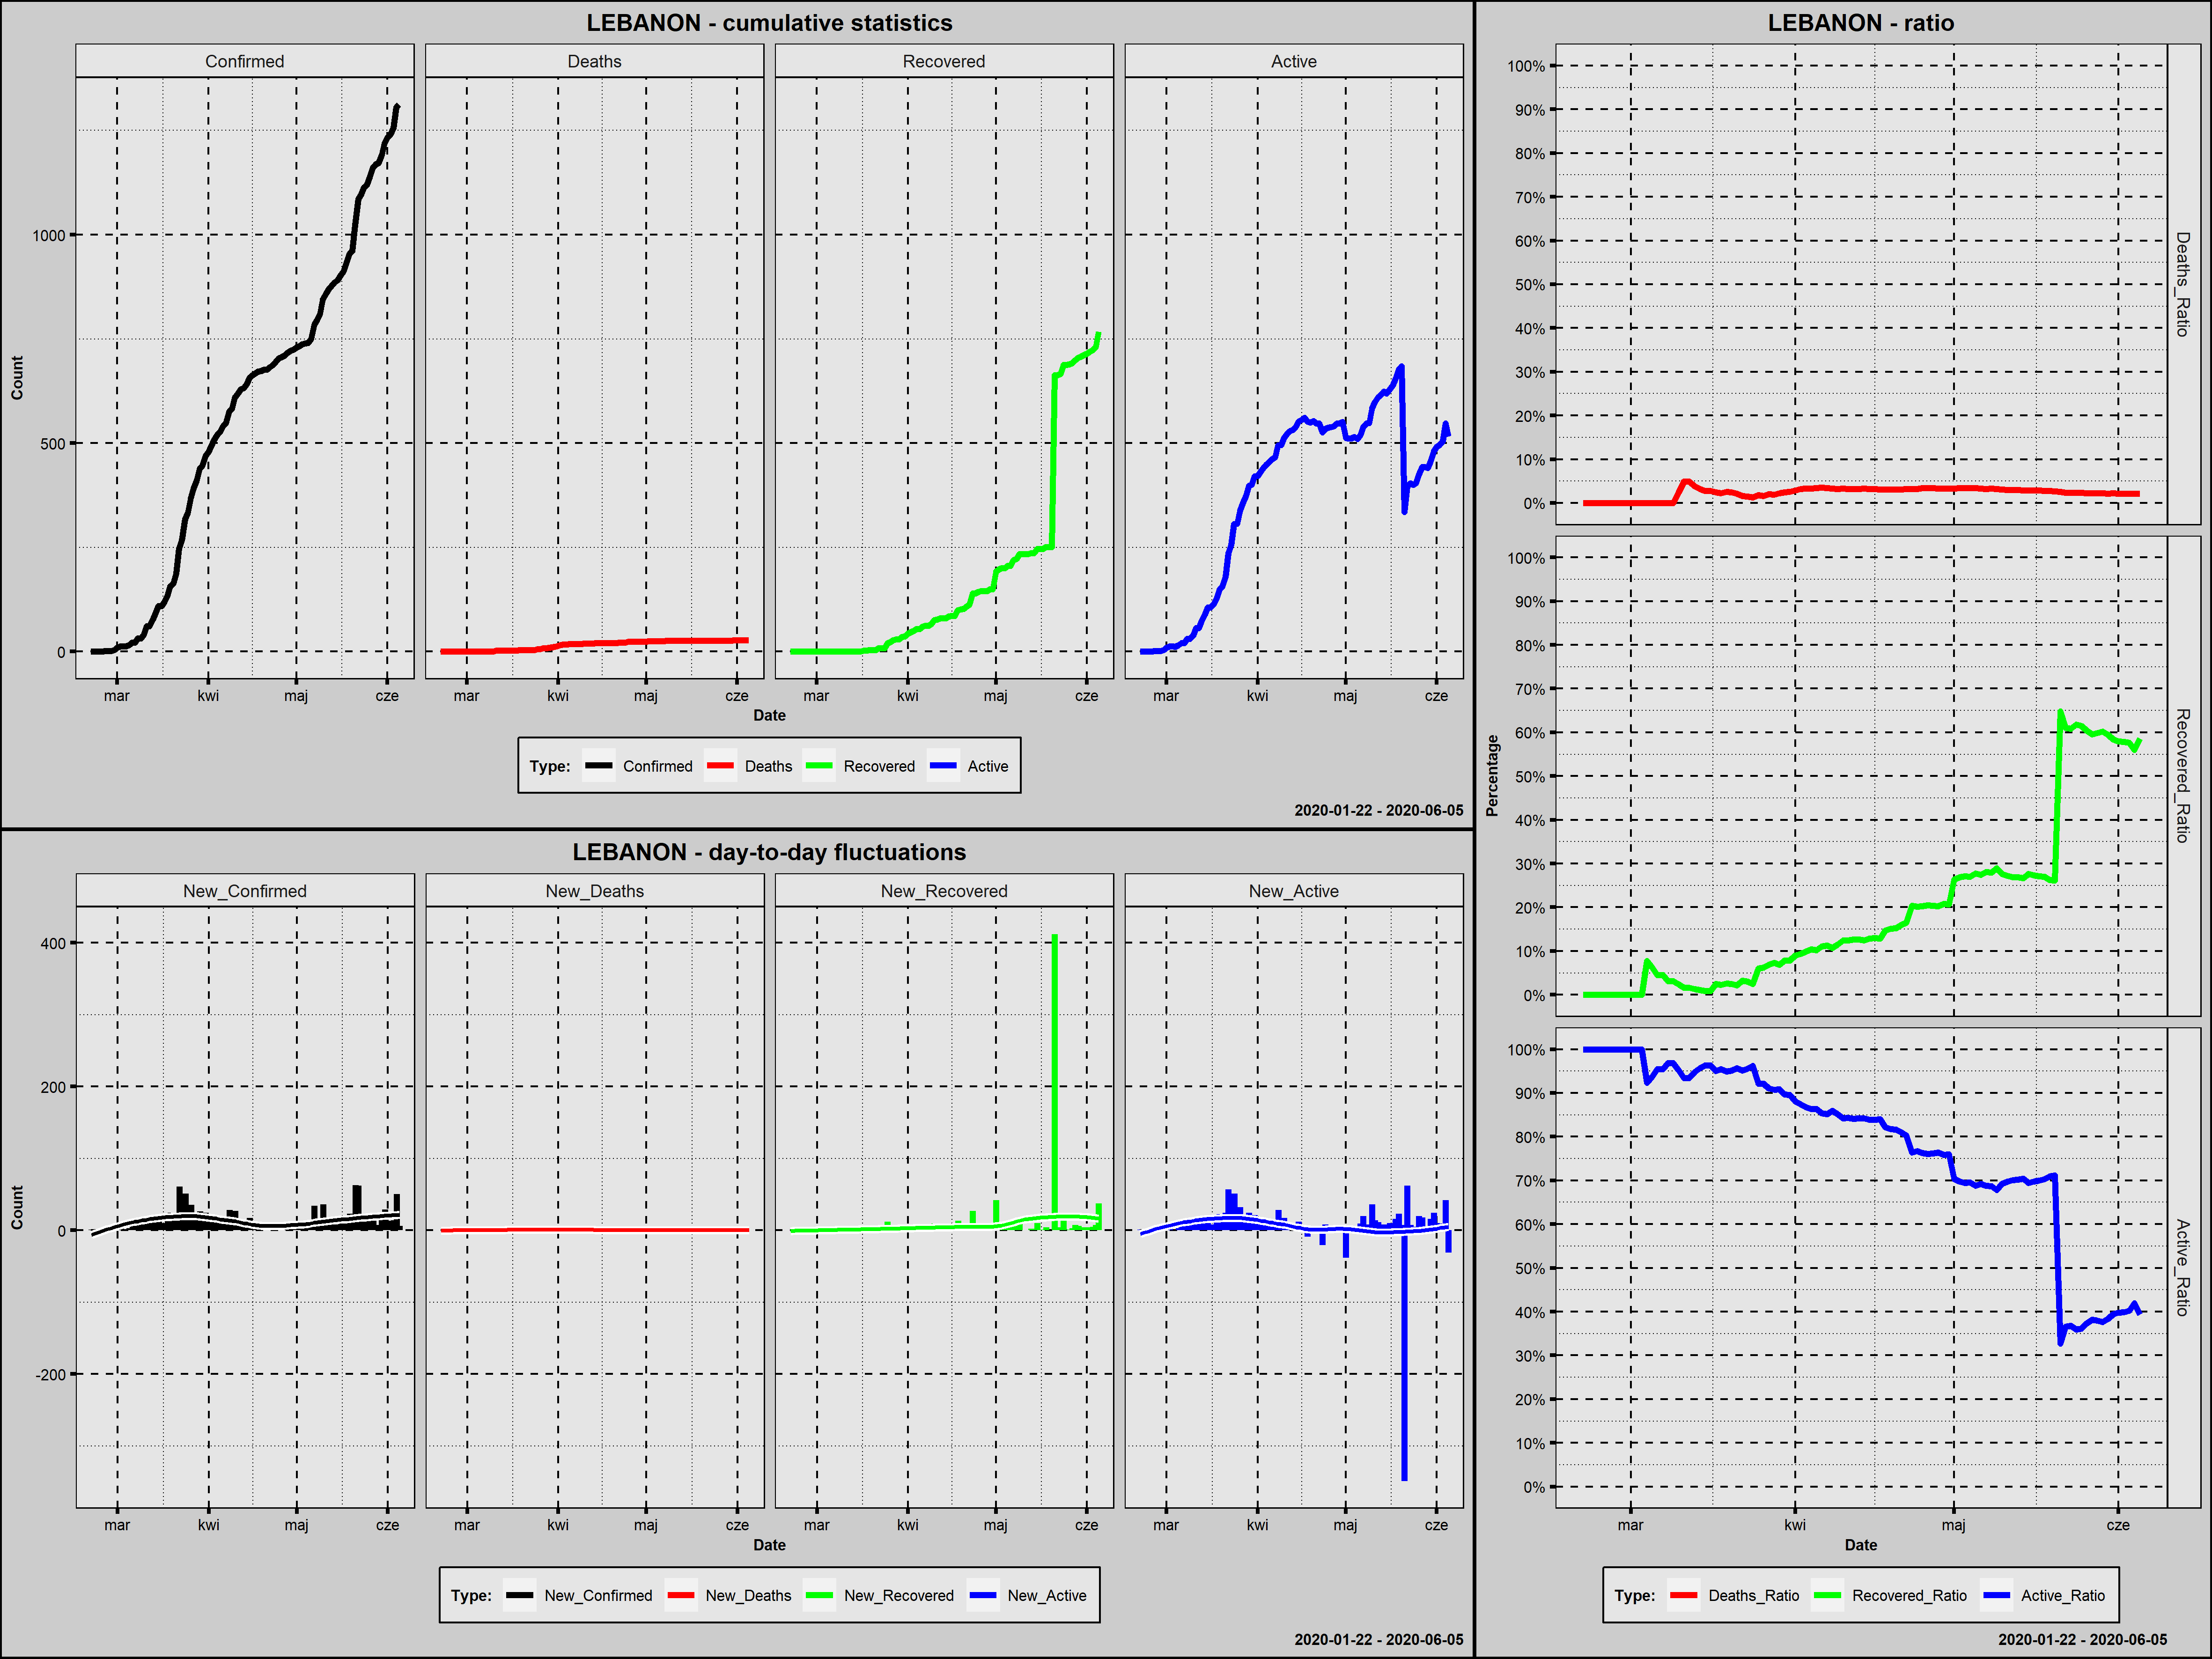 LEBANON - cumulative statistics
Confirmed Deaths Recovered Active
Count
1000
500
0
mar kwi maj cze mar kwi maj cze mar kwi maj cze mar kwi maj cze
Date
Type: Confirmed Deaths Recovered Active
2020-01-22 - 2020-06-05
LEBANON - day-to-day fluctuations
New_Confirmed New_Deaths New_Recovered New_Active
Count
400
200
0
-200
mar kwi maj cze mar kwi maj cze mar kwi maj cze mar kwi maj cze
Date
Type: New_Confirmed New_Deaths New_Recovered New_Active
2020-01-22 - 2020-06-05
LEBANON - ratio
Percentage
100%
90%
80%
70%
60%
50%
40%
30%
20%
10%
0%
Deaths_Ratio
100%
90%
80%
70%
60%
50%
40%
30%
20%
10%
0%
Recovered_Ratio
100%
90%
80%
70%
60%
50%
40%
30%
20%
10%
0%
Active_Ratio
mar kwi maj cze
Date
Type: Deaths_Ratio Recovered_Ratio Active_Ratio
2020-01-22 - 2020-06-05